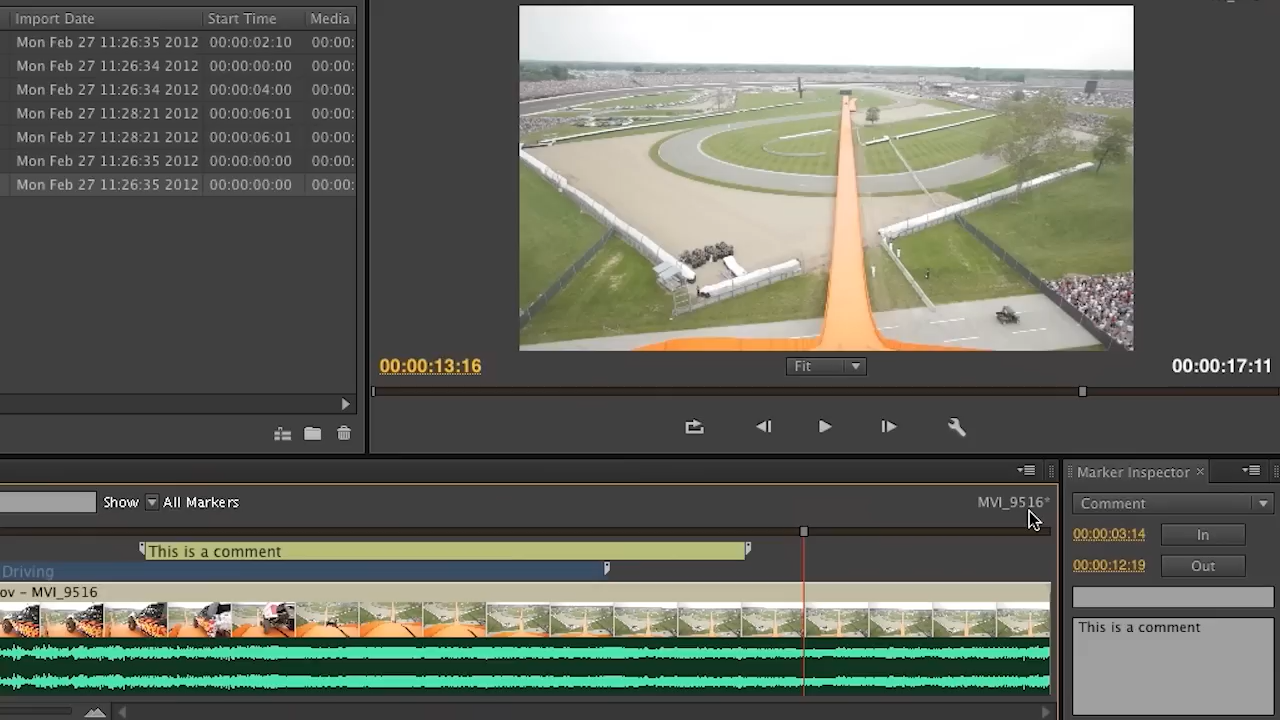 Import Date Start Time Media
Mon Feb 27 11:26:35 2012 00:00:02:10 00:00:
Mon Feb 27 11:26:34 2012 00:00:00:00 00:00:
Mon Feb 27 11:26:34 2012 00:00:04:00 00:00:
Mon Feb 27 11:28:21 2012 00:00:06:01 00:00:
Mon Feb 27 11:28:21 2012 00:00:06:01 00:00:
Mon Feb 27 11:26:35 2012 00:00:00:00 00:00:
Mon Feb 27 11:26:35 2012 00:00:00:00 00:00:
00:00:13:16 Fit 00:00:17:11
Show All Markers MVI_9516*
This is a comment
Driving
ov – MVI_9516
Marker Inspector
Comment
00:00:03:14 In
00:00:12:19 Out
This is a comment